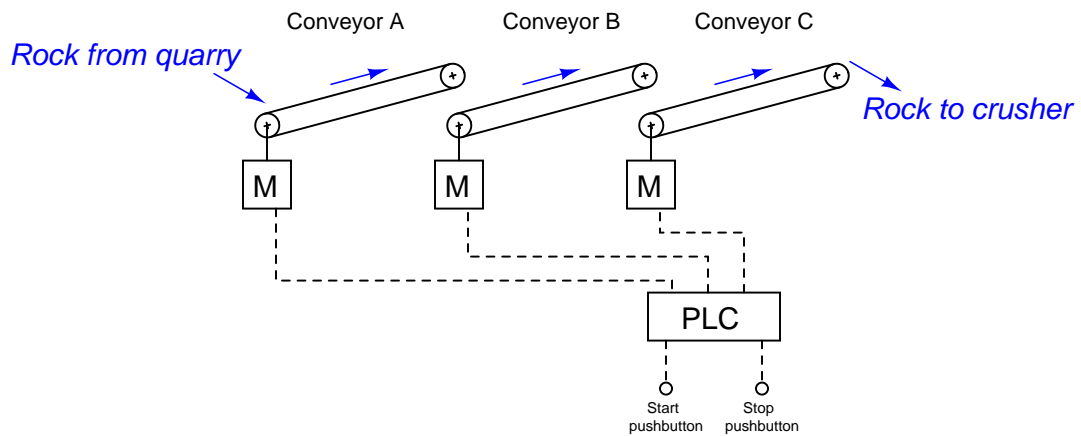 Conveyor A
Conveyor B
Conveyor C
Rock from quarry
Rock to crusher
M
M
M
PLC
Start
pushbutton
Stop
pushbutton